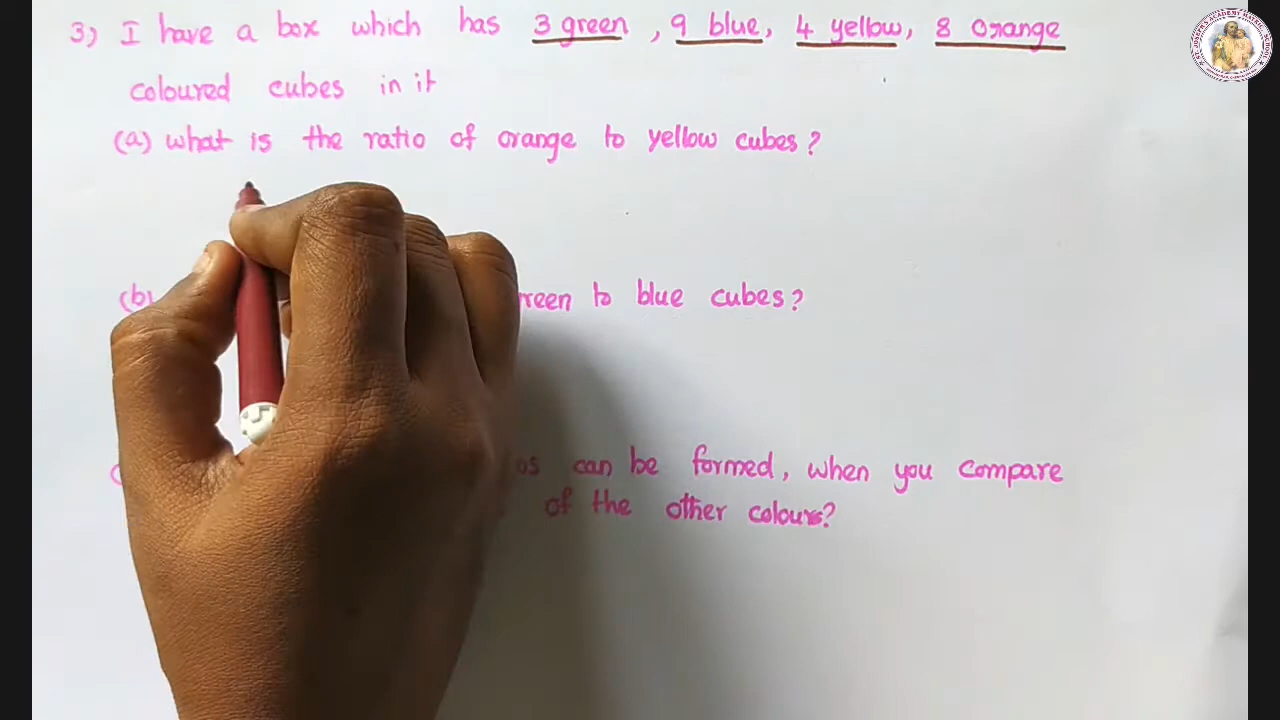 3) I have a box which has 3 green, 9 blue, 4 yellow, 8 orange
coloured cubes in it
(a) what is the ratio of orange to yellow cubes?
(b) to blue cubes?
can be formed, when you compare
of the other colours?